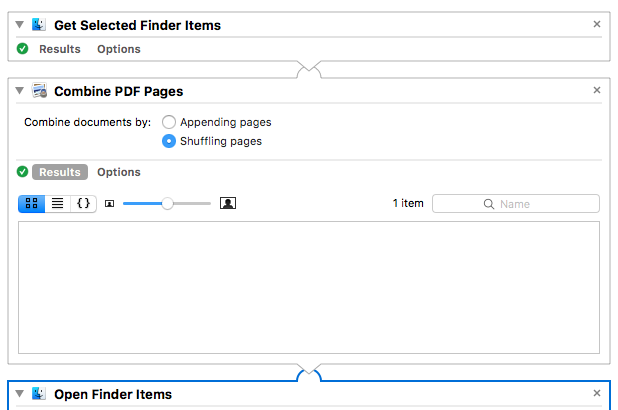 Get Selected Finder Items
Results Options
Combine PDF Pages
Combine documents by: Appending pages
Shuffling pages
Results Options
{} 1 item Name
Open Finder Items